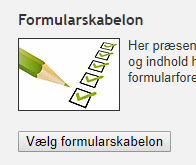 Formularskabelon
Her præsen
og indhold h
formularfore
Vælg formularskabelon